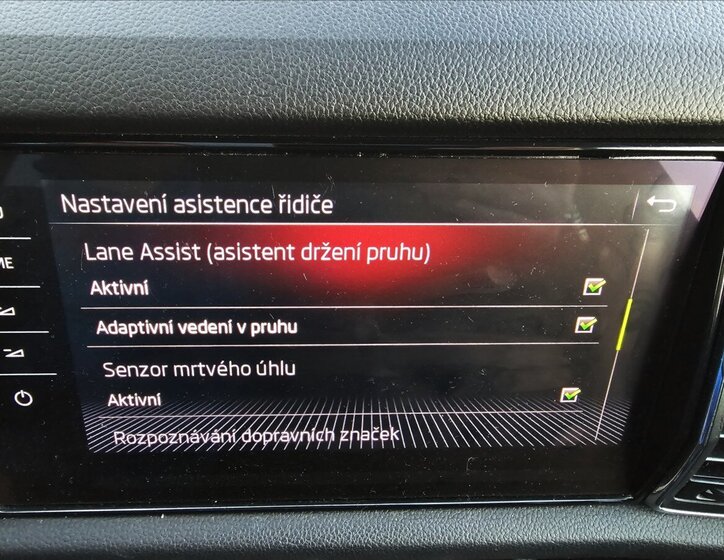 Nastavení asistence řidiče
Lane Assist (asistent držení pruhu)
Aktivní
Adaptivní vedení v pruhu
Senzor mrtvého úhlu
Aktivní
Rozpoznávání dopravních značek